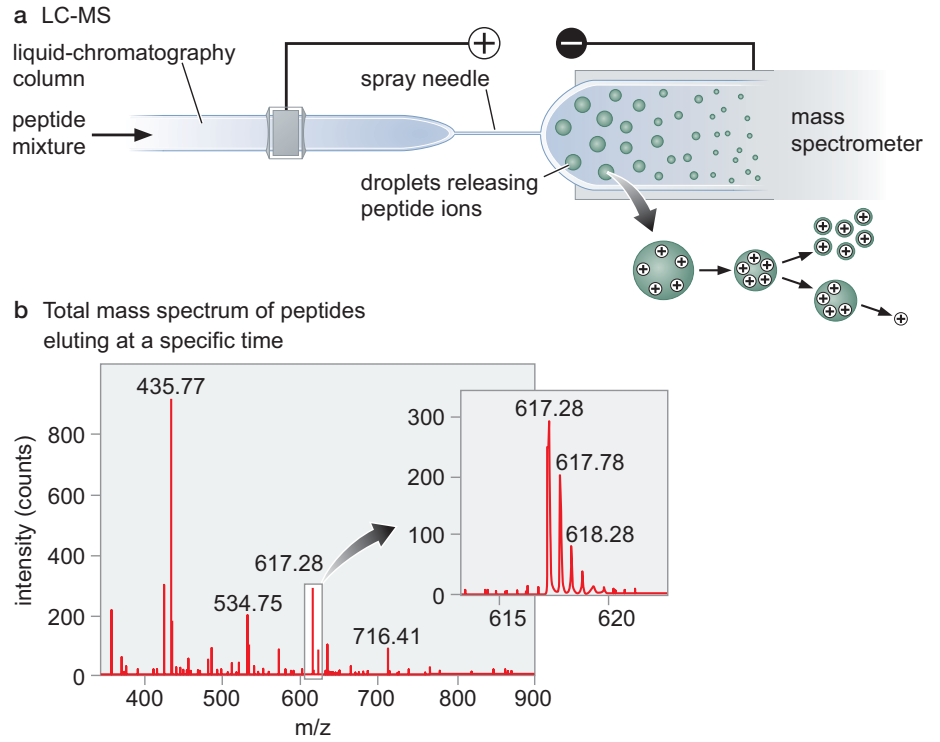 a LC-MS
liquid-chromatography
column
peptide
mixture
+
−
spray needle
droplets releasing
peptide ions
mass
spectrometer
+ + + + +
+ + + + +
+ + + + +
+ + + + +
+
b Total mass spectrum of peptides
eluting at a specific time
intensity (counts)
800
600
400
200
0
435.77
534.75
617.28
716.41
400 500 600 700 800 900
m/z
300
200
100
0
617.28
617.78
618.28
615 620